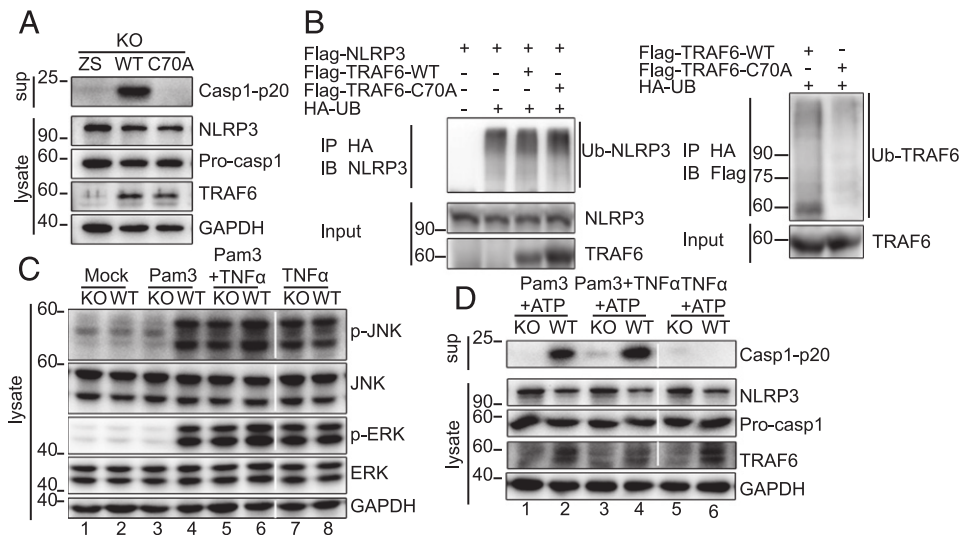 A
KO
ZS WT C70A
sup
25
Casp1-p20
lysate
90
NLRP3
60
Pro-casp1
60
TRAF6
40
GAPDH
B
Flag-NLRP3 + + + +
Flag-TRAF6-WT - - + -
Flag-TRAF6-C70A - - - +
HA-UB - + + +
IP HA
IB NLRP3
Ub-NLRP3
Input
90
NLRP3
60
TRAF6
Flag-TRAF6-WT + -
Flag-TRAF6-C70A - +
HA-UB + +
IP HA
IB Flag
90
75
60
Ub-TRAF6
Input
60
TRAF6
C
Mock Pam3 Pam3 +TNFα TNFα
KO WT KO WT KO WT KO WT
lysate
60
p-JNK
60
JNK
40
p-ERK
40
ERK
40
GAPDH
1 2 3 4 5 6 7 8
D
Pam3 Pam3+TNFα TNFα
+ATP +ATP +ATP
KO WT KO WT KO WT
sup
25
Casp1-p20
lysate
90
NLRP3
60
Pro-casp1
60
TRAF6
40
GAPDH
1 2 3 4 5 6